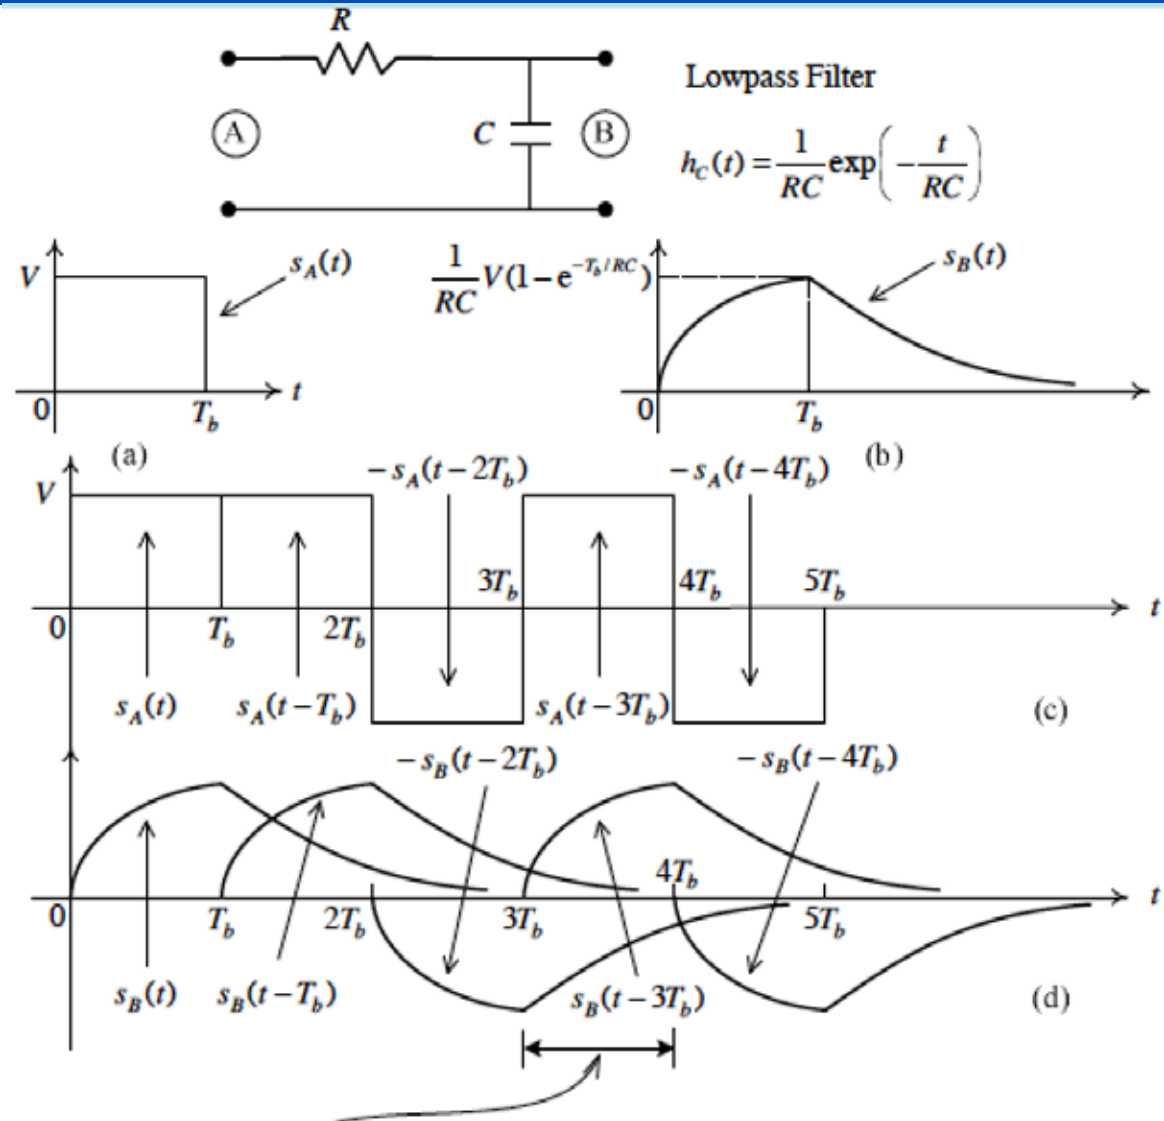 R
Lowpass Filter
A
C
B
h_C(t) = 1/RC exp(−t/RC)
V
s_A(t)
1/RC V(1−e^{−T_b/RC})
s_B(t)
0
T_b
t
0
T_b
(a)
(b)
−s_A(t−2T_b)
−s_A(t−4T_b)
V
3T_b
4T_b
5T_b
t
0
T_b
2T_b
s_A(t)
s_A(t−T_b)
s_A(t−3T_b)
(c)
−s_B(t−2T_b)
−s_B(t−4T_b)
4T_b
t
0
T_b
2T_b
3T_b
5T_b
s_B(t)
s_B(t−T_b)
s_B(t−3T_b)
(d)